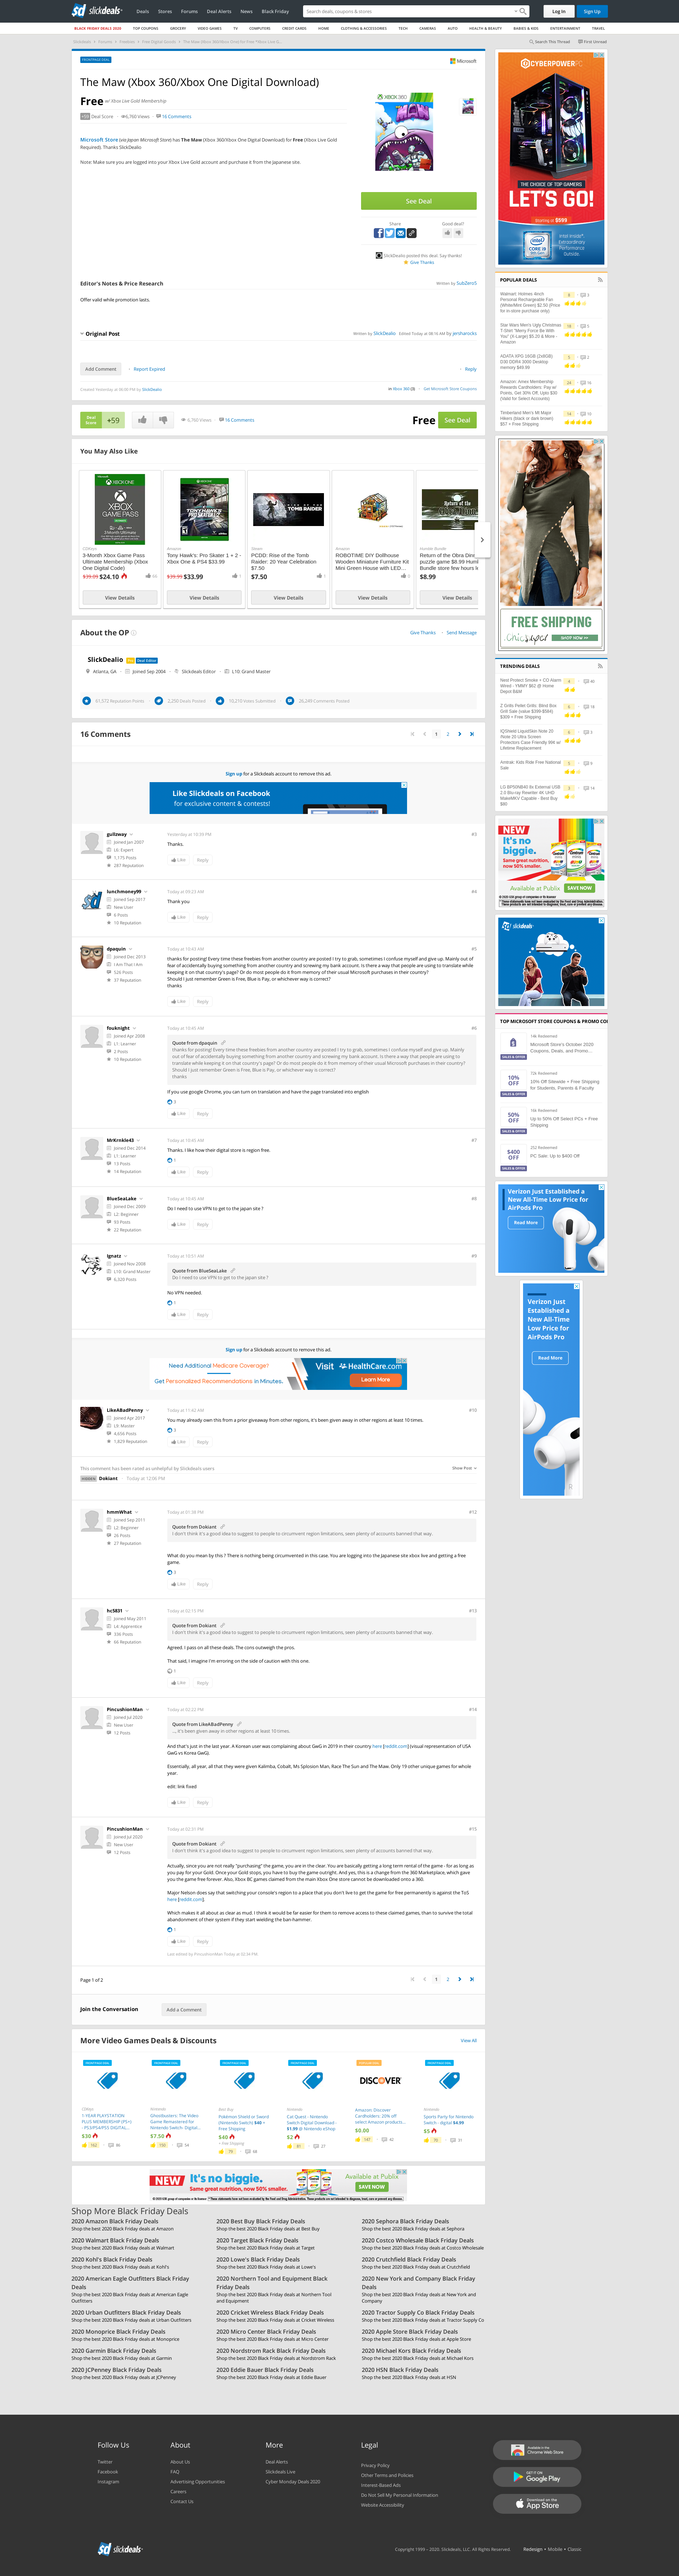 slickdeals
Deals Stores Forums Deal Alerts News Black Friday
Search deals, coupons & stores
Log In Sign Up
BLACK FRIDAY DEALS 2020 TOP COUPONS GROCERY VIDEO GAMES TV COMPUTERS CREDIT CARDS HOME CLOTHING & ACCESSORIES TECH CAMERAS AUTO HEALTH & BEAUTY BABIES & KIDS ENTERTAINMENT TRAVEL
Search This Thread First Unread
Microsoft
The Maw (Xbox 360/Xbox One Digital Download)
Free w/ Xbox Live Gold Membership
Deal Score 6,760 Views 16 Comments
Microsoft Store (via Japan Microsoft Store) has The Maw (Xbox 360/Xbox One Digital Download) for Free (Xbox Live Gold
Required). Thanks SlickDealio
Note: Make sure you are logged into your Xbox Live Gold account and purchase it from the Japanese site.
See Deal
Share Good deal?
SlickDealio posted this deal. Say thanks!
Give Thanks
Editor's Notes & Price Research Written by SubZero5
Offer valid while promotion lasts.
Original Post Written by SlickDealio Edited Today at 08:16 AM by jershanicks
Add Comment Report Expired Reply
Created Yesterday at 05:00 PM by SlickDealio
Get Microsoft Store Coupons
Deal Score +59 6,760 Views 16 Comments Free See Deal
You May Also Like
CDKeys
3-Month Xbox Game Pass
Ultimate Membership (Xbox
One Digital Code)
$24.10
View Details
Amazon
Tony Hawk's: Pro Skater 1 + 2 -
Xbox One & PS4 $33.99
$33.99
View Details
Steam
PCDD: Rise of the Tomb
Raider: 20 Year Celebration
$7.50
$7.50
View Details
Amazon
ROBOTIME DIY Dollhouse
Wooden Miniature Furniture Kit
Mini Green House with LED...
View Details
Humble Bundle
Return of the Obra Dinn
puzzle game $8.99 Humble
Bundle store few hours left
$8.99
View Details
About the OP Give Thanks Send Message
SlickDealio Pro Deal Editor
Atlanta, GA Joined Sep 2004 Slickdeals Editor L10: Grand Master
51,572 Reputation Points 2,250 Deals Posted 10,210 Votes Submitted 20,249 Comments Posted
16 Comments 1 2
Sign up for a Slickdeals account to remove this ad.
Like Slickdeals on Facebook
for exclusive content & contests!
gullzway
Joined Jan 2007
L6: Expert
1,175 Posts
287 Reputation
Yesterday at 10:39 PM #3
Thanks.
Like Reply
lunchmoney99
Joined Sep 2017
New User
6 Posts
10 Reputation
Today at 09:23 AM #4
Thank you
Like Reply
dpaquin
Joined Dec 2013
I Am That I Am
526 Posts
37 Reputation
Today at 10:43 AM #5
thanks for posting! Every time these freebies from another country are posted I try to grab, sometimes I confuse myself and give up. Mainly out of
fear of accidentally buying something from another country and screwing my bank account. Is there a way that people are using to translate while
keeping it on that country's page? Or do most people do it from memory of their usual Microsoft purchases in their country?
Should I just remember Green is Free, Blue is Pay, or whichever way is correct?
thanks
Like Reply
fouknight
Joined Apr 2008
L1: Learner
2 Posts
10 Reputation
Today at 10:45 AM #6
Quote from dpaquin
thanks for posting! Every time these freebies from another country are posted I try to grab, sometimes I confuse myself and give up. Mainly
out of fear of accidentally buying something from another country and screwing my bank account. Is there a way that people are using to
translate while keeping it on that country's page? Or do most people do it from memory of their usual Microsoft purchases in their country?
Should I just remember Green is Free, Blue is Pay, or whichever way is correct?
thanks
If you use google Chrome, you can turn on translation and have the page translated into english
3
Like Reply
MrKrnkle43
Joined Dec 2014
L1: Learner
13 Posts
14 Reputation
Today at 10:45 AM #7
Thanks. I like how their digital store is region free.
1
Like Reply
BlueSeaLake
Joined Dec 2009
L2: Beginner
93 Posts
22 Reputation
Today at 10:45 AM #8
Do I need to use VPN to get to the japan site ?
Like Reply
ignatz
Joined Nov 2008
L10: Grand Master
6,320 Posts
Today at 10:51 AM #9
Quote from BlueSeaLake
Do I need to use VPN to get to the japan site ?
No VPN needed.
1
Like Reply
Sign up for a Slickdeals account to remove this ad.
Need Additional Medicare Coverage?
Get Personalized Recommendations in Minutes.
Visit HealthCare.com
Learn More
LikeABadPenny
Joined Apr 2017
L9: Master
4,656 Posts
1,829 Reputation
Today at 11:40 AM #10
You may already own this from a prior giveaway from other regions, it's been given away in other regions at least 10 times.
3
Like Reply
This comment has been rated as unhelpful by Slickdeals users Show Post
HIDDEN Dokiant Today at 12:08 PM
hmmWhat
Joined Sep 2011
L2: Beginner
26 Posts
27 Reputation
Today at 01:38 PM #12
Quote from Dokiant
I don't think it's a good idea to suggest to people to circumvent region limitations, seen plenty of accounts banned that way.
What do you mean by this ? There is nothing being circumvented in this case. You are logging into the Japanese site xbox live and getting a free
game.
3
Like Reply
hc5831
Joined May 2011
L4: Apprentice
336 Posts
66 Reputation
Today at 02:15 PM #13
Quote from Dokiant
I don't think it's a good idea to suggest to people to circumvent region limitations, seen plenty of accounts banned that way.
Agreed. I pass on all these deals. The cons outweigh the pros.
That said, I imagine I'm erroring on the side of caution with this one.
1
Like Reply
PincushionMan
Joined Jul 2020
New User
12 Posts
Today at 02:22 PM #14
Quote from LikeABadPenny
... it's been given away in other regions at least 10 times.
And that's just in the last year. A Korean user was complaining about GwG in 2019 in their country here [reddit.com] (visual representation of USA
GwG vs Korea GwG).
Essentially, all year, all that they were given Kalimba, Cobalt, Ms Splosion Man, Race The Sun and The Maw. Only 19 other unique games for whole
year.
edit: link fixed
Like Reply
PincushionMan
Joined Jul 2020
New User
12 Posts
Today at 02:31 PM #15
Quote from Dokiant
I don't think it's a good idea to suggest to people to circumvent region limitations, seen plenty of accounts banned that way.
Actually, since you are not really "purchasing" the game, you are in the clear. You are basically getting a long term rental of the game - for as long as
you pay for your Gold. Once your Gold stops, you have to buy the game outright. And yes, this is a change from the 360 Marketplace, which gave
you the free game forever. Also, Xbox BC games claimed from the main Xbox One store cannot be downloaded onto a 360.
Major Nelson does say that switching your console's region to a place that you don't live to get the game for free permanently is against the ToS
here [reddit.com].
Which makes it all about as clear as mud. I think it would be far easier for them to remove access to these claimed games, than to survive the total
abandonment of their system if they start wielding the ban-hammer.
1
Like Reply
Last edited by PincushionMan Today at 02:34 PM
Page 1 of 2 1 2
Join the Conversation Add a Comment
More Video Games Deals & Discounts View All
CDKeys
1-YEAR PLAYSTATION
PLUS MEMBERSHIP (PS+)
- PS3/PS4/PS5 DIGITAL...
$30
162
Nintendo
Ghostbusters: The Video
Game Remastered for
Nintendo Switch: Digital...
$7.50
Best Buy
Pokémon Shield or Sword
(Nintendo Switch) $40 +
Free Shipping
$40
+ Free Shipping
Nintendo
Cat Quest - Nintendo
Switch Digital Download -
$1.99 @ Nintendo eShop
$2
DISCOVER
Amazon: Discover
Cardholders: 20% off
select Amazon products...
Nintendo
Sports Party for Nintendo
Switch - digital $4.99
$5
NEW It's no biggie.
Same great nutrition, now so much smaller.
Available at Publix
SAVE NOW
Shop More Black Friday Deals
2020 Amazon Black Friday Deals
Shop the best 2020 Black Friday deals at Amazon
2020 Best Buy Black Friday Deals
Shop the best 2020 Black Friday deals at Best Buy
2020 Sephora Black Friday Deals
Shop the best 2020 Black Friday deals at Sephora
2020 Walmart Black Friday Deals
Shop the best 2020 Black Friday deals at Walmart
2020 Target Black Friday Deals
Shop the best 2020 Black Friday deals at Target
2020 Costco Wholesale Black Friday Deals
Shop the best 2020 Black Friday deals at Costco Wholesale
2020 Kohl's Black Friday Deals
Shop the best 2020 Black Friday deals at Kohl's
2020 Lowe's Black Friday Deals
Shop the best 2020 Black Friday deals at Lowe's
2020 Crutchfield Black Friday Deals
Shop the best 2020 Black Friday deals at Crutchfield
2020 American Eagle Outfitters Black Friday
Deals
Shop the best 2020 Black Friday deals at American Eagle
Outfitters
2020 Northern Tool and Equipment Black
Friday Deals
Shop the best 2020 Black Friday deals at Northern Tool
and Equipment
2020 New York and Company Black Friday
Deals
Shop the best 2020 Black Friday deals at New York and
Company
2020 Urban Outfitters Black Friday Deals
Shop the best 2020 Black Friday deals at Urban Outfitters
2020 Cricket Wireless Black Friday Deals
Shop the best 2020 Black Friday deals at Cricket Wireless
2020 Tractor Supply Co Black Friday Deals
Shop the best 2020 Black Friday deals at Tractor Supply Co
2020 Monoprice Black Friday Deals
Shop the best 2020 Black Friday deals at Monoprice
2020 Micro Center Black Friday Deals
Shop the best 2020 Black Friday deals at Micro Center
2020 Apple Store Black Friday Deals
Shop the best 2020 Black Friday deals at Apple Store
2020 Garmin Black Friday Deals
Shop the best 2020 Black Friday deals at Garmin
2020 Nordstrom Rack Black Friday Deals
Shop the best 2020 Black Friday deals at Nordstrom Rack
2020 Michael Kors Black Friday Deals
Shop the best 2020 Black Friday deals at Michael Kors
2020 JCPenney Black Friday Deals
Shop the best 2020 Black Friday deals at JCPenney
2020 Eddie Bauer Black Friday Deals
Shop the best 2020 Black Friday deals at Eddie Bauer
2020 HSN Black Friday Deals
Shop the best 2020 Black Friday deals at HSN
CYBERPOWERPC
THE CHOICE OF NEW GAMERS
LET'S GO!
Starting at $599
POPULAR DEALS
Walmart: Holmes 4inch
Personal Rechargeable Fan
(White/Mint Green) $2.50 (Price
for in-store purchase only)
Star Wars Men's Ugly Christmas
T-Shirt "Merry Force Be With
You" (X-Large) $5.20 & More -
Amazon
ADATA XPG 16GB (2x8GB)
D30 DDR4 3000 Desktop
memory $49.99
Amazon: Amex Membership
Rewards Cardholders: Pay w/
Points, Get 30% Off, Upto $30
(Valid for Select Accounts)
Timberland Men's Mt Major
Hikers (black or dark brown)
$57 + Free Shipping
FREE SHIPPING
SHOP NOW
TRENDING DEALS
Nest Protect Smoke + CO Alarm
Wired - YMMY $62 @ Home
Depot B&M
Z Grills Pellet Grills: Blind Box
Grill Sale (value $399-$594)
$309 + Free Shipping
IQShield LiquidSkin Note 20
/Note 20 Ultra Screen
Protectors Case Friendly 99¢ w/
Lifetime Replacement
Amtrak: Kids Ride Free National
Sale
LG BP50NB40 6x External USB
2.0 Blu-ray Rewriter 4K UHD
MakeMKV Capable - Best Buy
$90
NEW It's no biggie.
Same great nutrition, now so much smaller.
Available at Publix SAVE NOW
slickdeals
TOP MICROSOFT STORE COUPONS & PROMO CO
14k Redeemed
Microsoft Store's October 2020
Coupons, Deals, and Promo...
SALES & OFFER
10% OFF
10% Off Sitewide + Free Shipping
for Students, Parents & Faculty
SALES & OFFER
50% OFF
Up to 50% Off Select PCs + Free
Shipping
SALES & OFFER
$400 OFF
252 Redeemed
PC Sale: Up to $400 Off
SALES & OFFER
Verizon Just Established a
New All-Time Low Price for
AirPods Pro
Read More
Verizon Just
Established a
New All-Time
Low Price for
AirPods Pro
Read More
Follow Us
Twitter
Facebook
Instagram
About
About Us
FAQ
Advertising Opportunities
Careers
Contact Us
More
Deal Alerts
Slickdeals Live
Cyber Monday Deals 2020
Legal
Privacy Policy
Other Terms and Policies
Interest-Based Ads
Do Not Sell My Personal Information
Website Accessibility
Available in the
Chrome Web Store
GET IT ON
Google Play
Download on the
App Store
slickdeals
Copyright 1999 - 2020. Slickdeals, LLC. All Rights Reserved. Redesign • Mobile • Classic